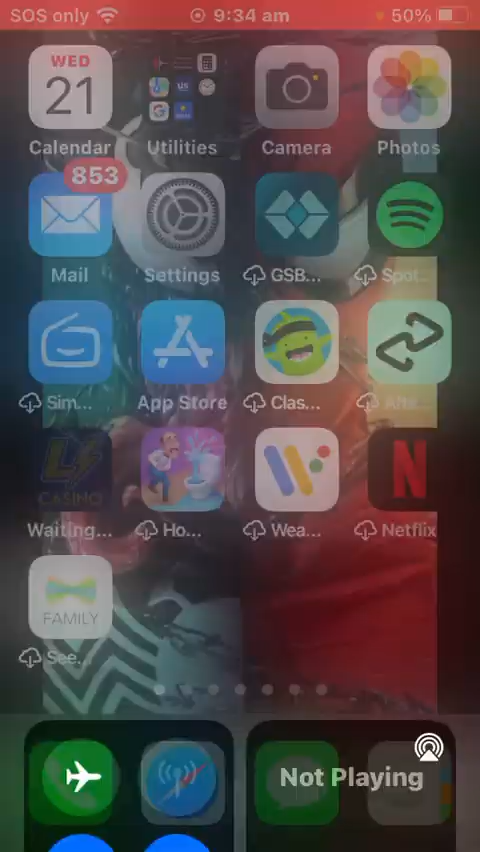 SOS only 9:34 am 50%
WED
21
Calendar Utilities Camera Photos
853
Mail Settings GSB... Spot...
Sim... App Store Clas...
CASINO
Waiting... Ho... Wea... Netflix
N
FAMILY
See...
Not Playing